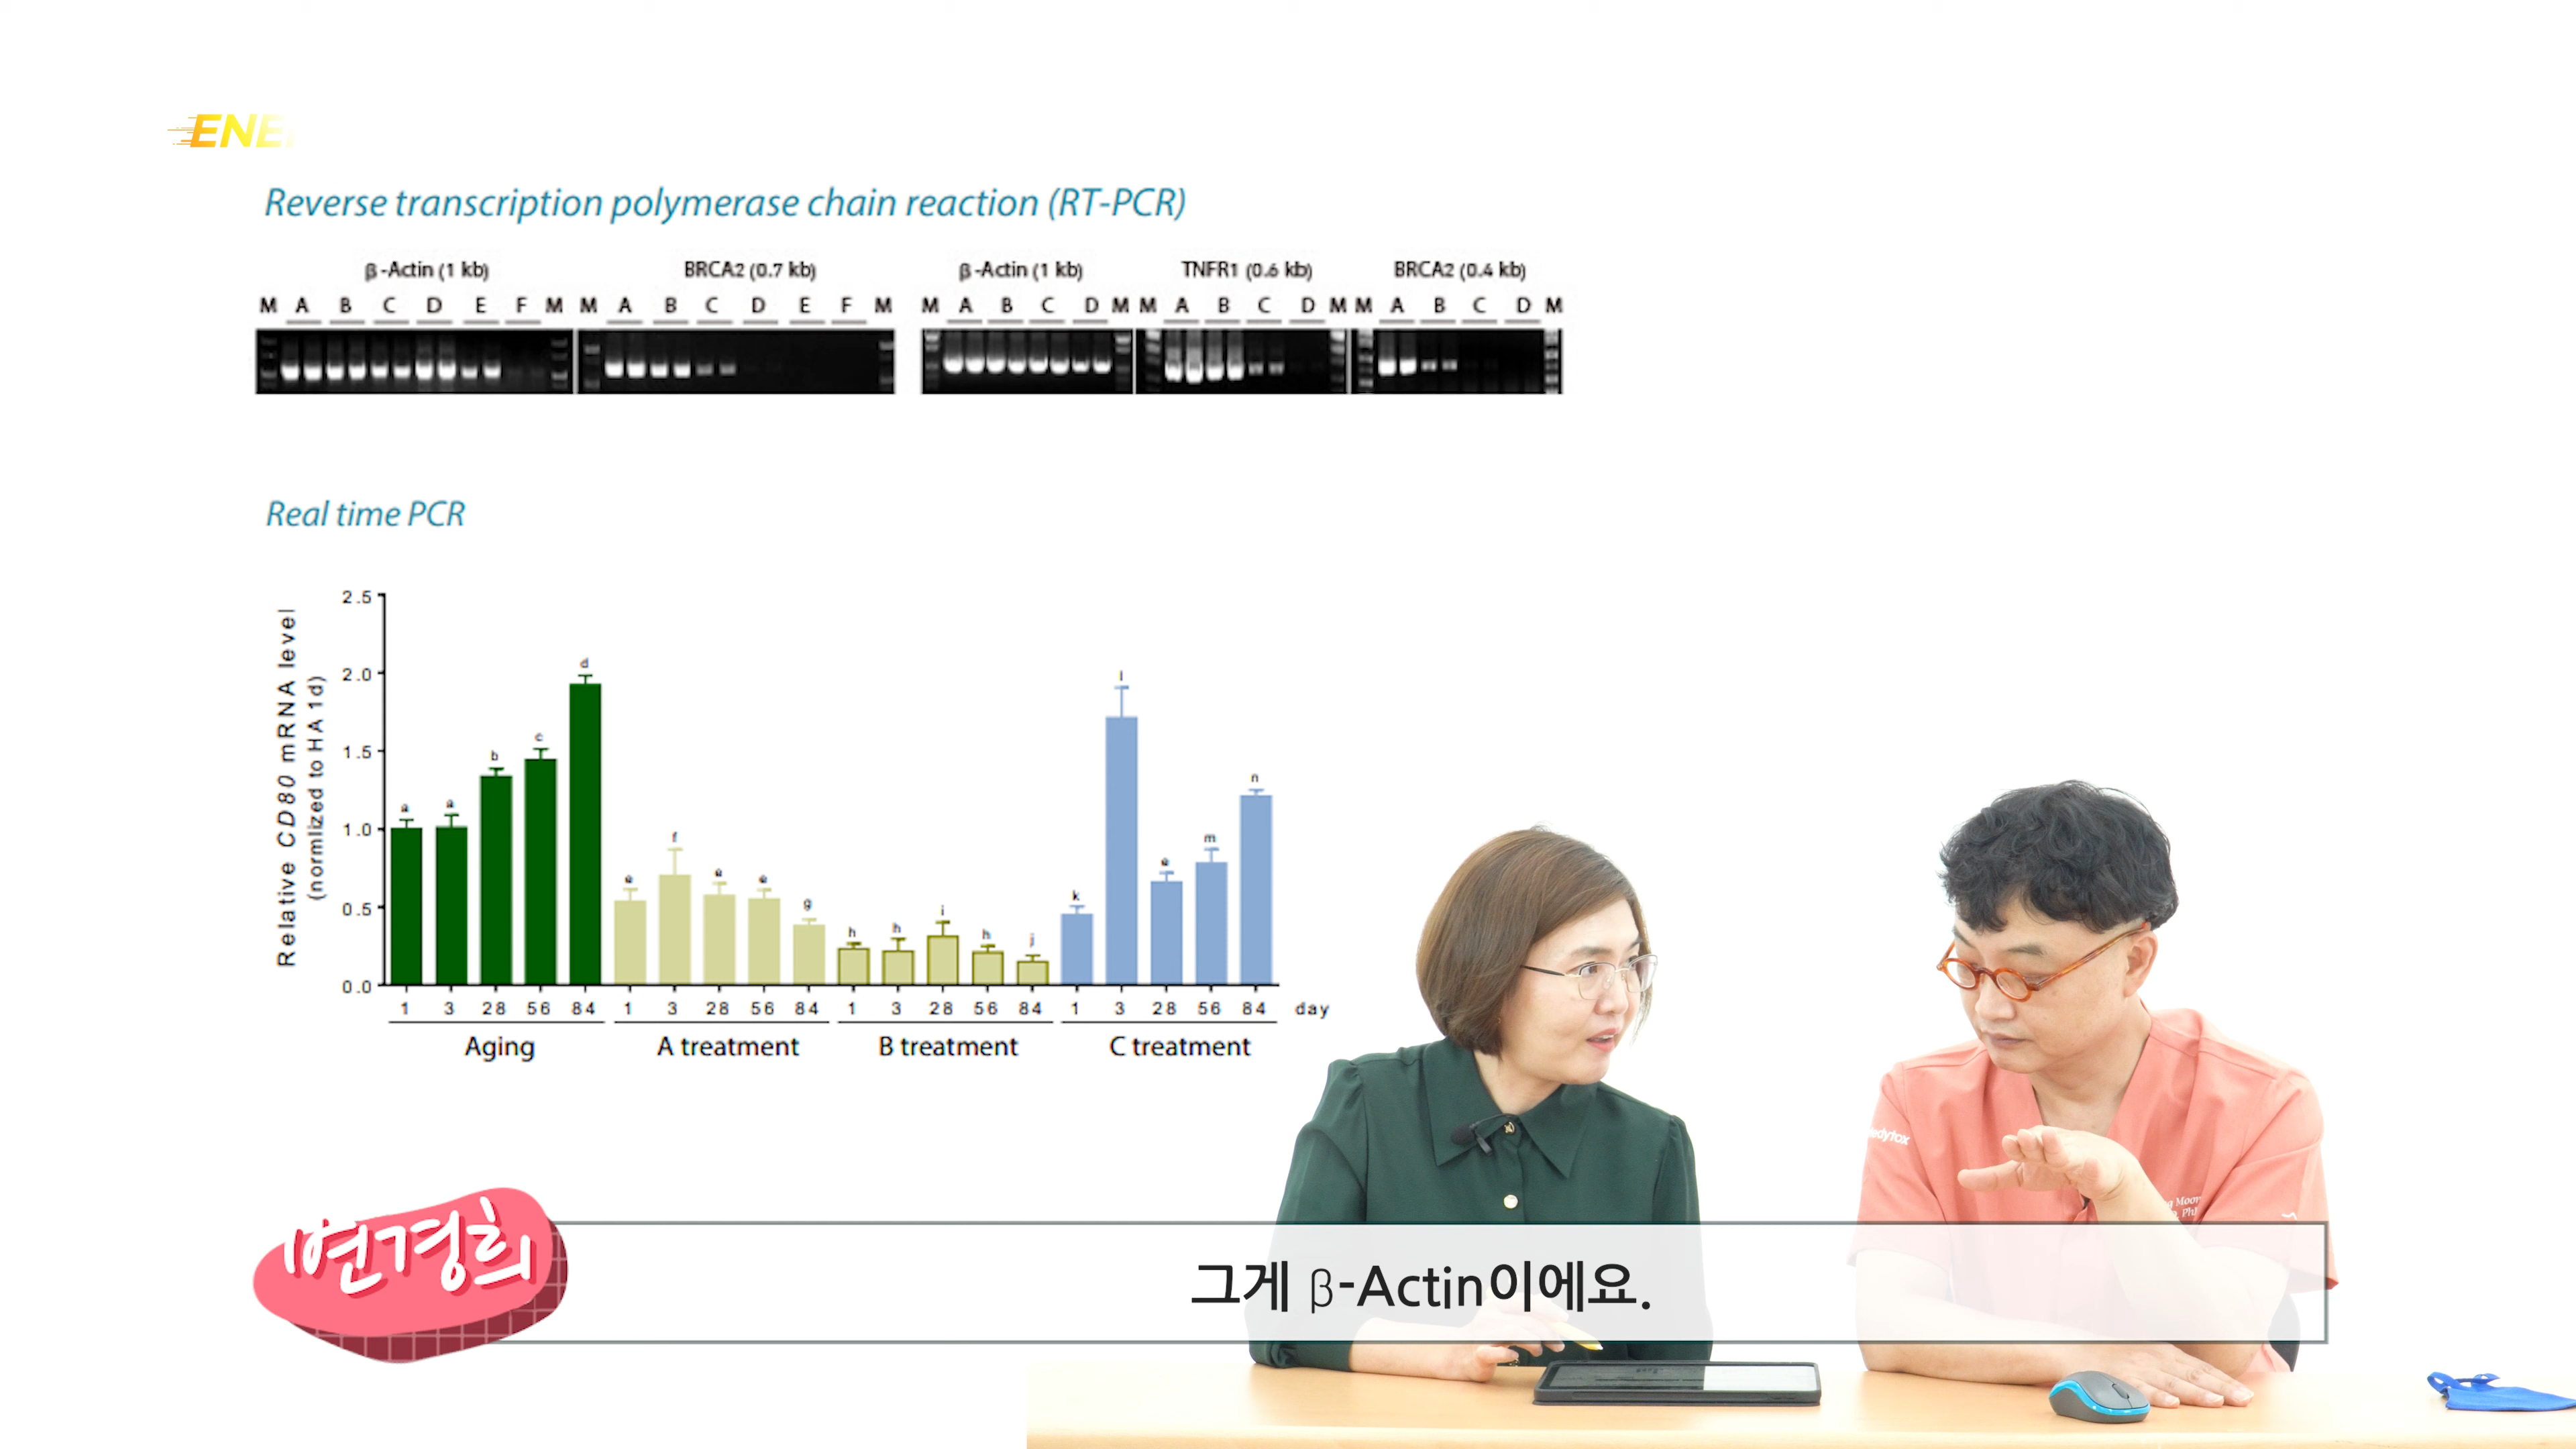 ENE
Reverse transcription polymerase chain reaction (RT-PCR)
β-Actin (1 kb) BRCA2 (0.7 kb) β-Actin (1 kb) TNFR1 (0.6 kb) BRCA2 (0.4 kb)
M A B C D E F M M A B C D E F M M A B C D M M A B C D M M A B C D M
Real time PCR
Relative CD80 mRNA level
(normlized to HA 1d)
2.5
2.0
1.5
1.0
0.5
0.0
a a b c d e f e e g h h i h j k l e m n
1 3 28 56 84 1 3 28 56 84 1 3 28 56 84 1 3 28 56 84 day
Aging A treatment B treatment C treatment
edytox
Moor
Ph
변경희
그게 β-Actin이에요.